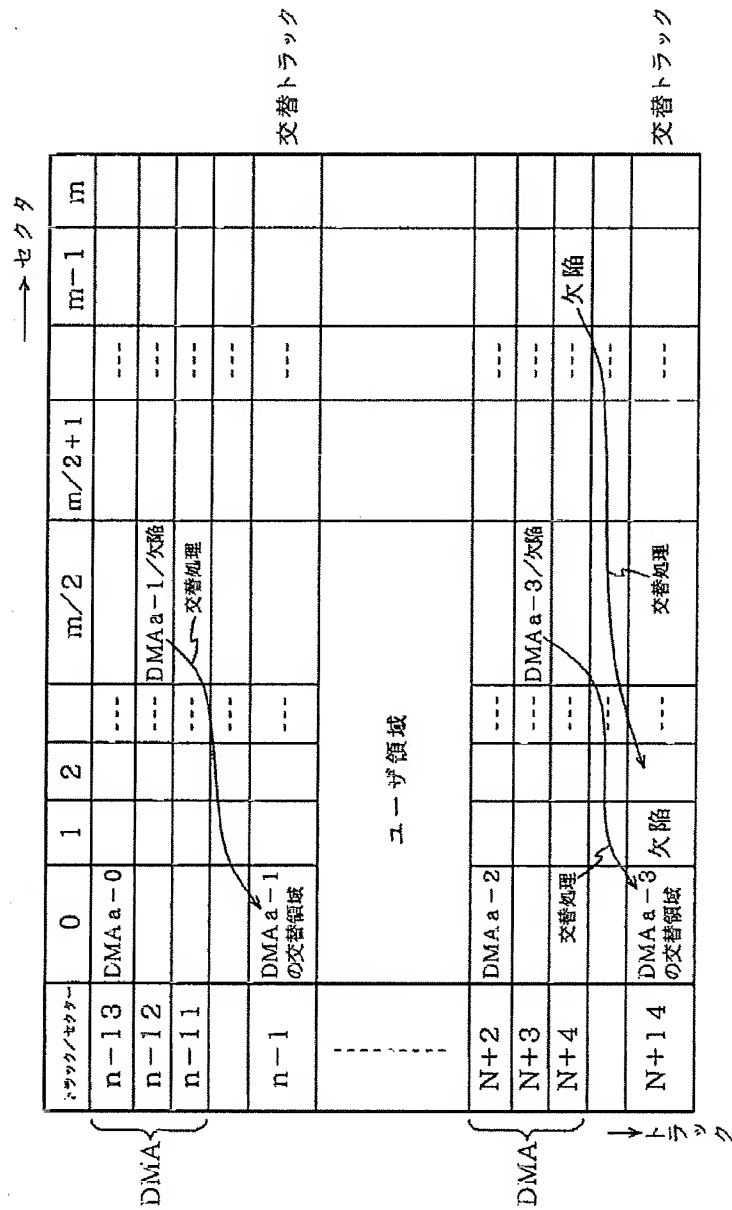 →セクタ
トラック/セクター 0 1 2 m/2 m/2+1 m-1 m
DMA
n-13 DMAa-0 --- ---
n-12 --- DMAa-1/欠陥 ---
n-11 --- 交替処理 ---
--- ---
n-1 DMAa-1 --- --- 交替トラック
の交替領域
-------- ユーザ領域
DMA
N+2 DMAa-2 --- ---
N+3 --- DMAa-3/欠陥 ---
N+4 交替処理 --- --- 欠陥
--- 交替処理 ---
N+14 DMAa-3 欠陥 --- --- 交替トラック
の交替領域
→トラック